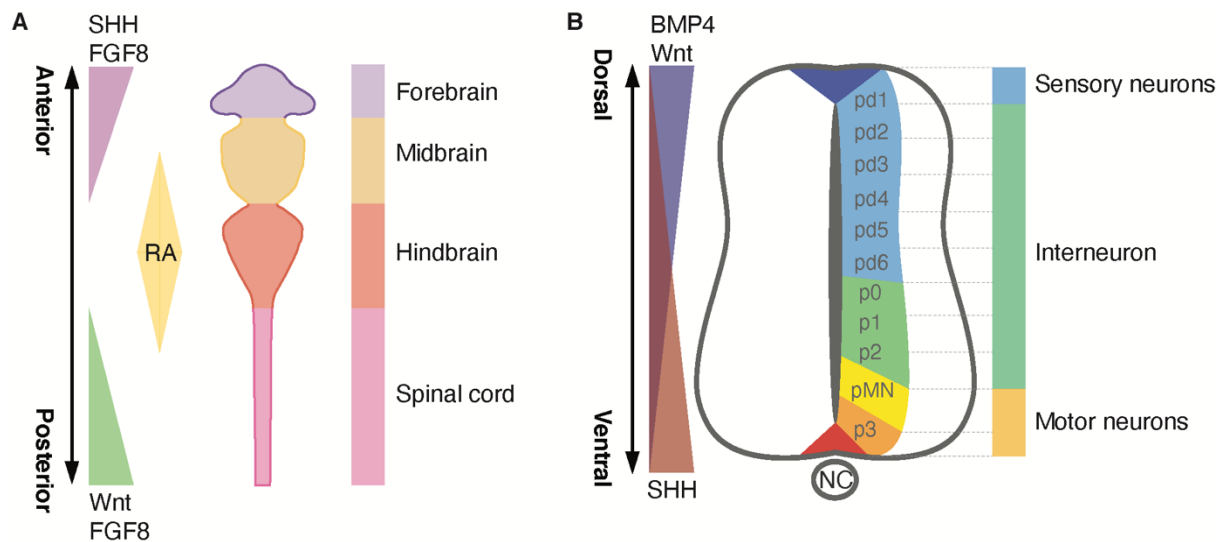 A
SHH
FGF8
Anterior
Posterior
RA
Wnt
FGF8
Forebrain
Midbrain
Hindbrain
Spinal cord
B
BMP4
Wnt
Dorsal
Ventral
SHH
pd1
pd2
pd3
pd4
pd5
pd6
p0
p1
p2
pMN
p3
NC
Sensory neurons
Interneuron
Motor neurons